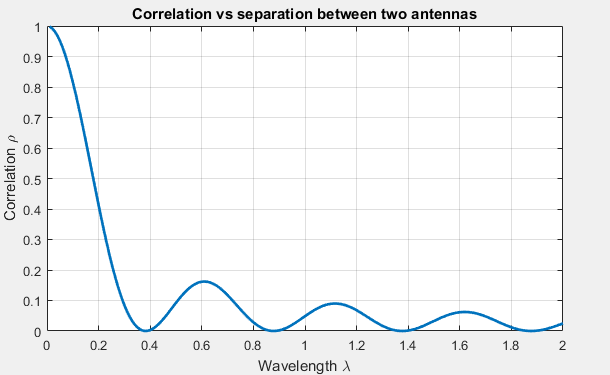 Correlation vs separation between two antennas
1
0.9
0.8
0.7
0.6
0.5
0.4
0.3
0.2
0.1
0
Correlation ρ
0 0.2 0.4 0.6 0.8 1 1.2 1.4 1.6 1.8 2
Wavelength λ